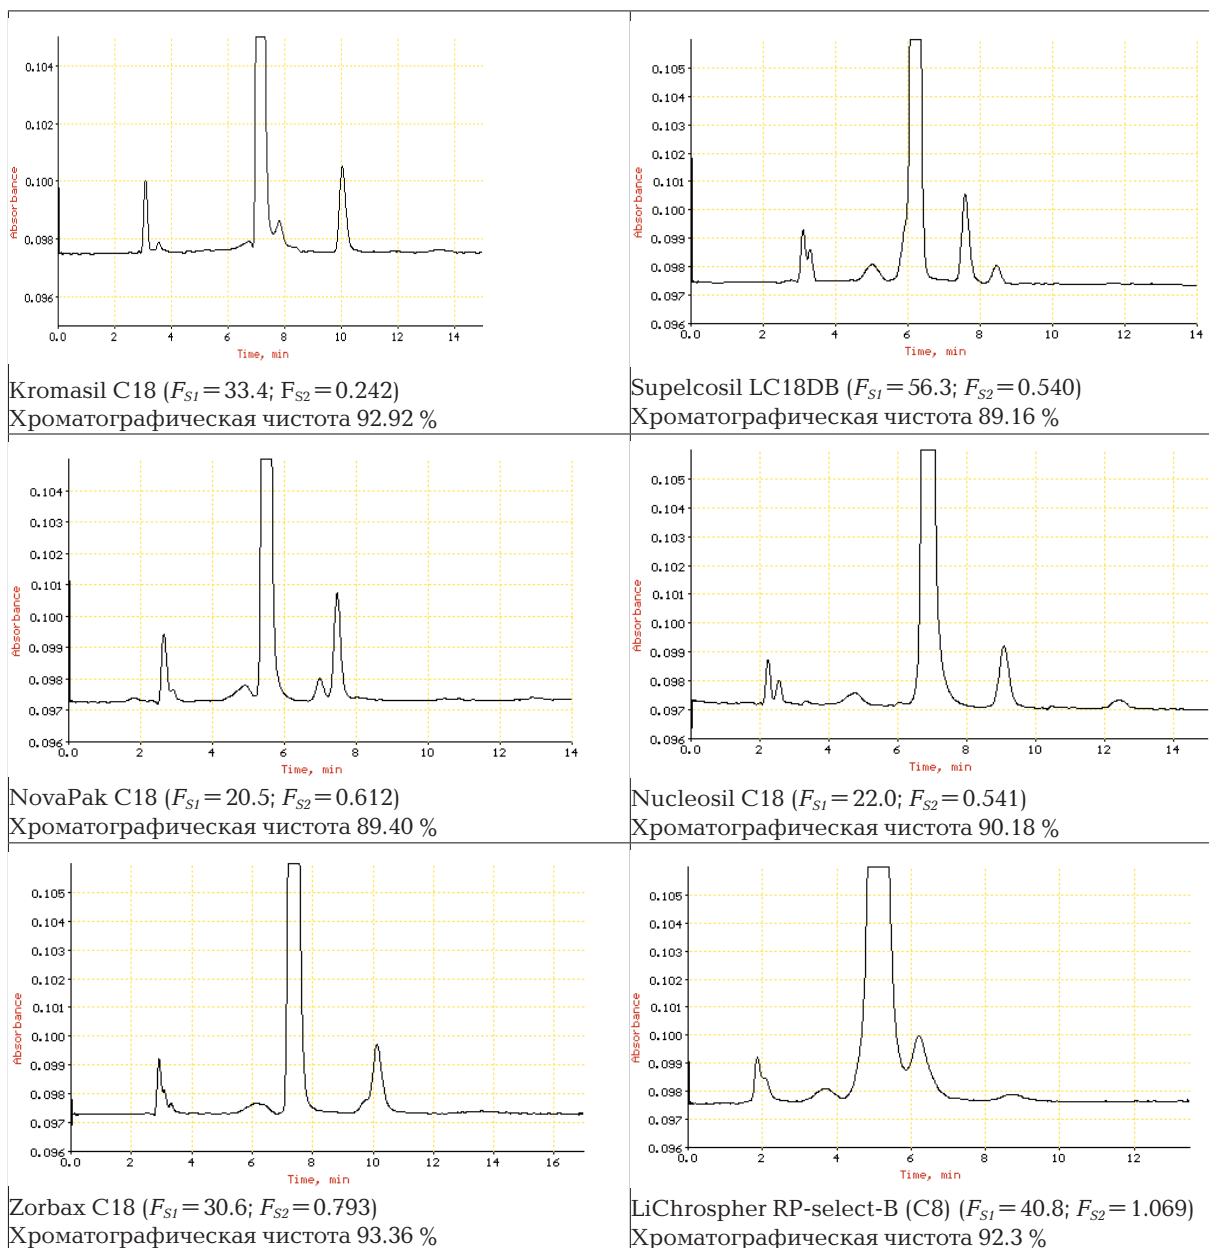 0.104
0.102
0.100
0.098
0.096
Absorbance
0.0 2 4 6 8 10 12 14
Time, min
Kromasil C18 (F_S1=33.4; F_S2=0.242)
Хроматографическая чистота 92.92 %
0.105
0.104
0.103
0.102
0.101
0.100
0.099
0.098
0.097
0.096
Absorbance
0.0 2 4 6 8 10 12 14
Time, min
Supelcosil LC18DB (F_S1=56.3; F_S2=0.540)
Хроматографическая чистота 89.16 %
0.104
0.103
0.102
0.101
0.100
0.099
0.098
0.097
0.096
Absorbance
0.0 2 4 6 8 10 12 14
Time, min
NovaPak C18 (F_S1=20.5; F_S2=0.612)
Хроматографическая чистота 89.40 %
0.105
0.104
0.103
0.102
0.101
0.100
0.099
0.098
0.097
0.096
Absorbance
0.0 2 4 6 8 10 12 14
Time, min
Nucleosil C18 (F_S1=22.0; F_S2=0.541)
Хроматографическая чистота 90.18 %
0.105
0.104
0.103
0.102
0.101
0.100
0.099
0.098
0.097
0.096
Absorbance
0.0 2 4 6 8 10 12 14 16
Time, min
Zorbax C18 (F_S1=30.6; F_S2=0.793)
Хроматографическая чистота 93.36 %
0.105
0.104
0.103
0.102
0.101
0.100
0.099
0.098
0.097
0.096
Absorbance
0.0 2 4 6 8 10 12
Time, min
LiChrospher RP-select-B (C8) (F_S1=40.8; F_S2=1.069)
Хроматографическая чистота 92.3 %